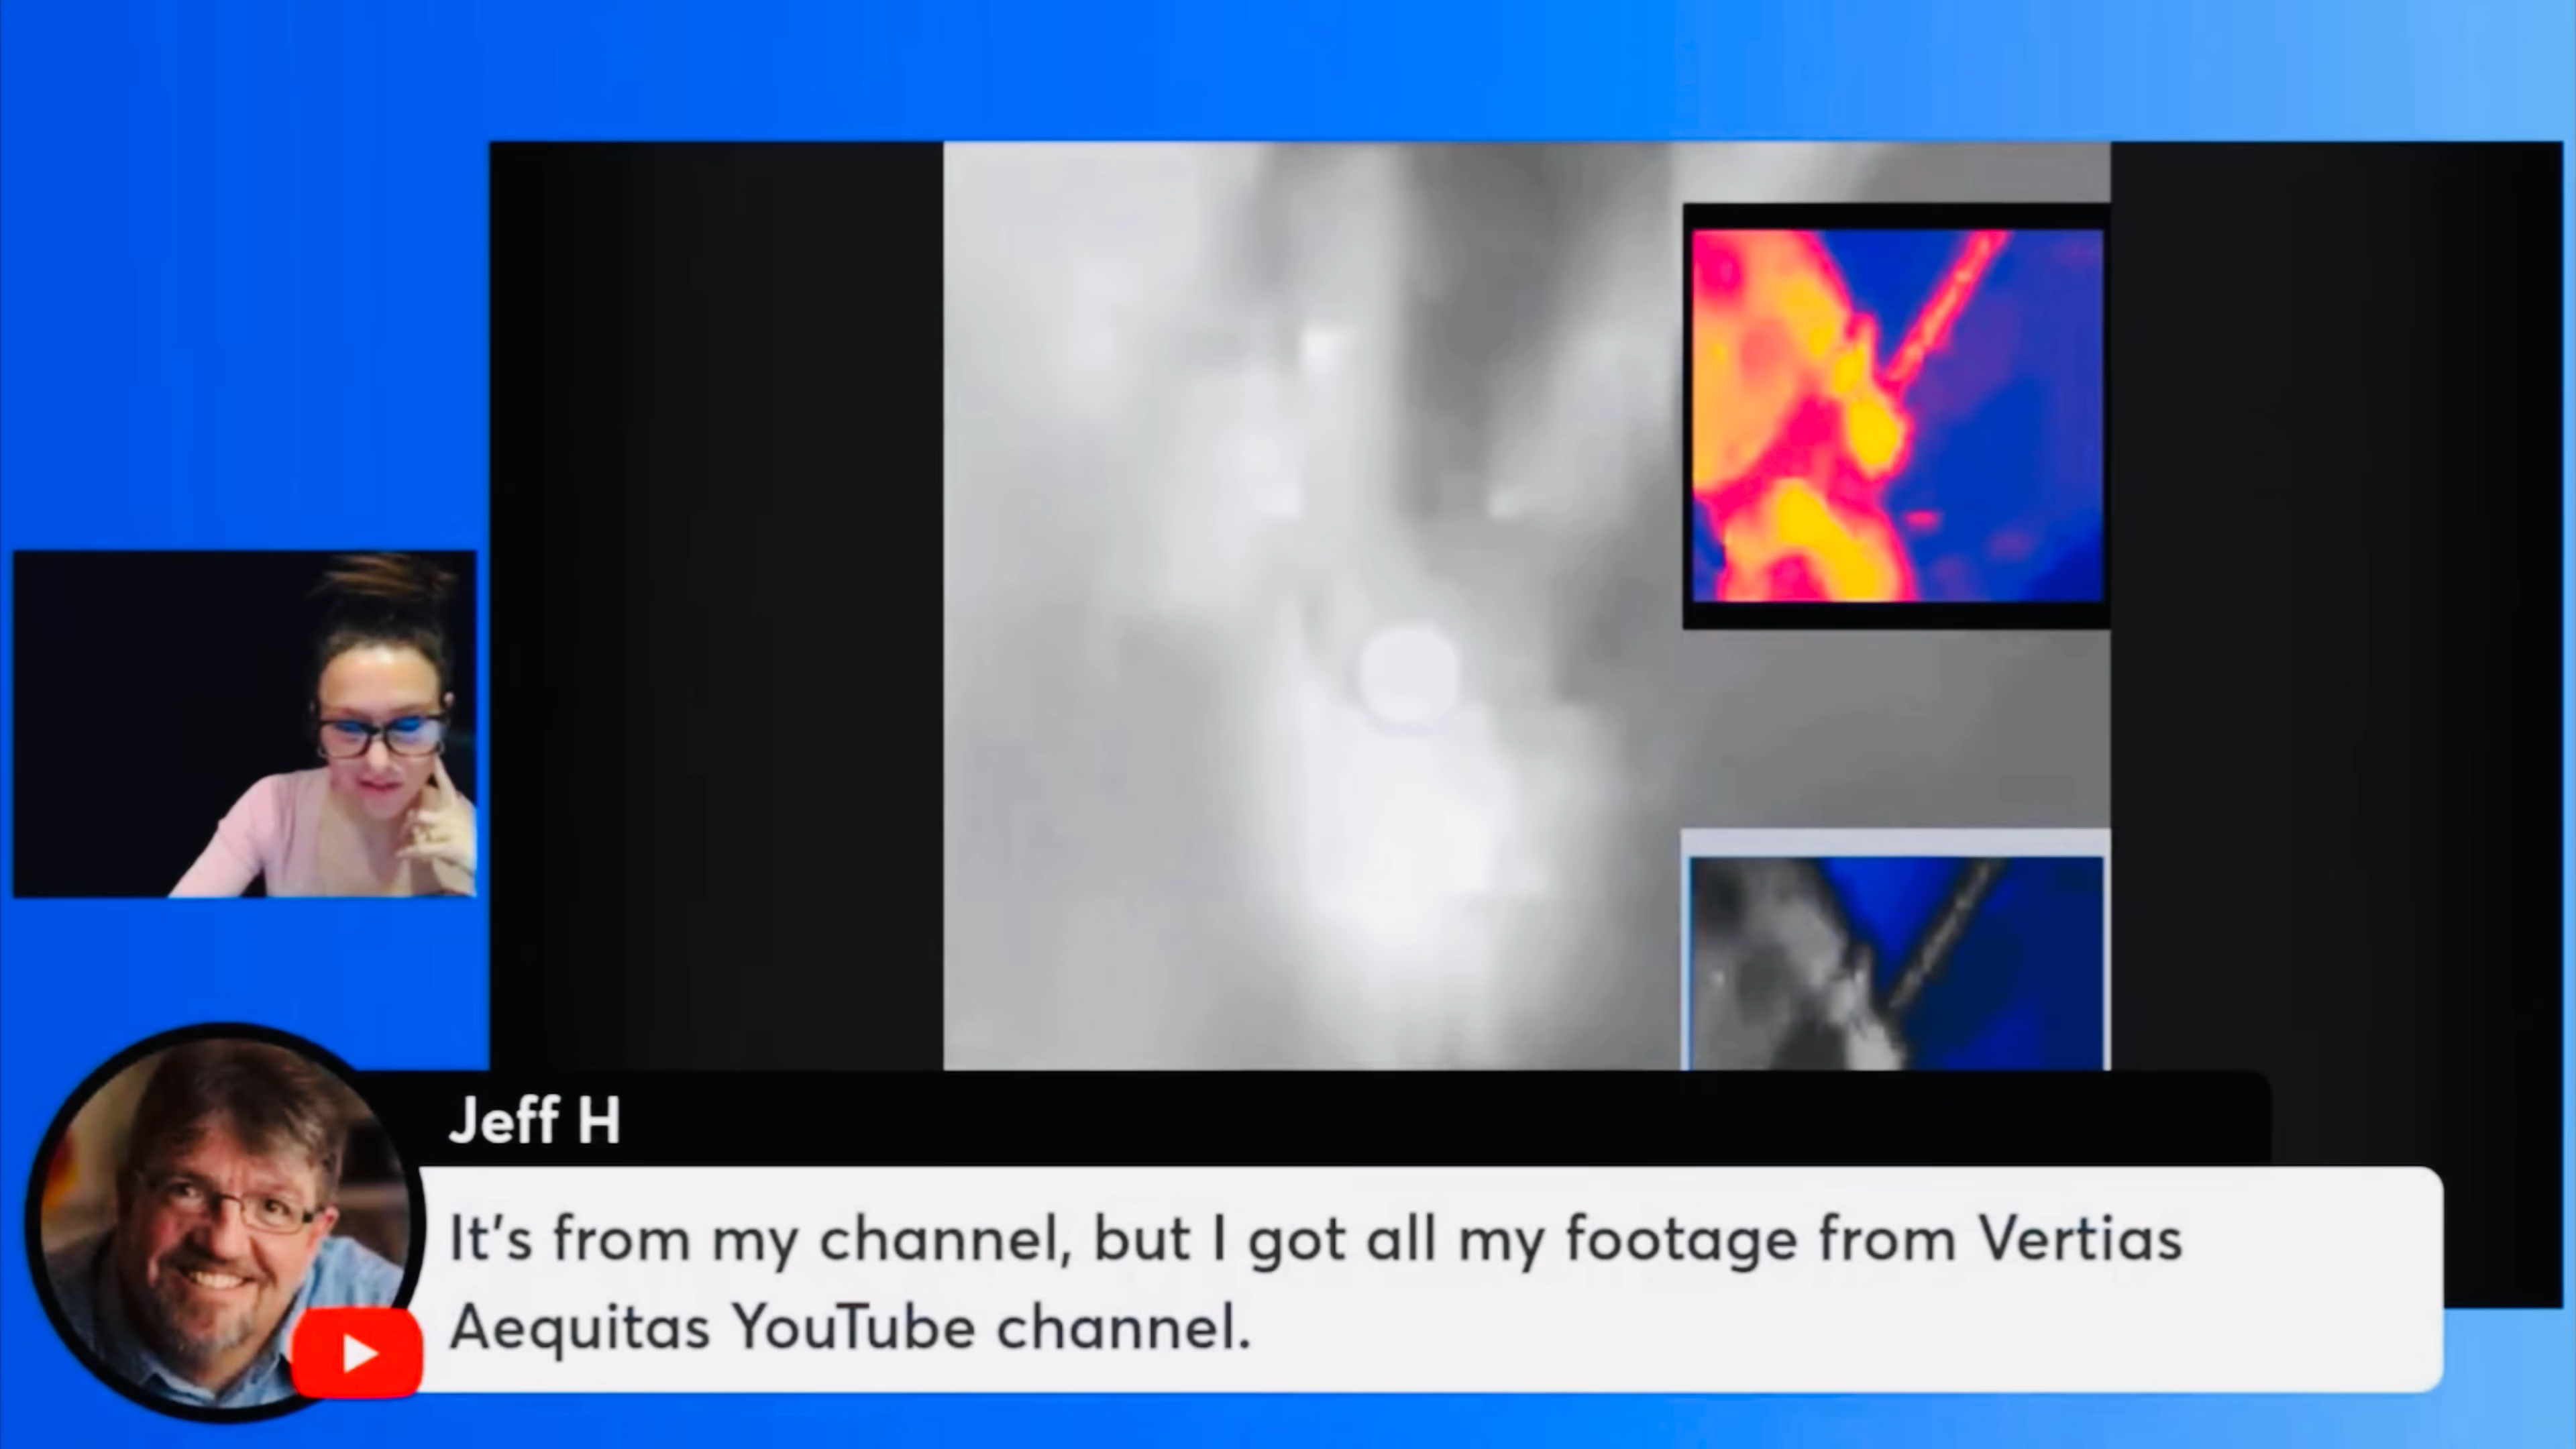 Jeff H
It's from my channel, but I got all my footage from Vertias
Aequitas YouTube channel.